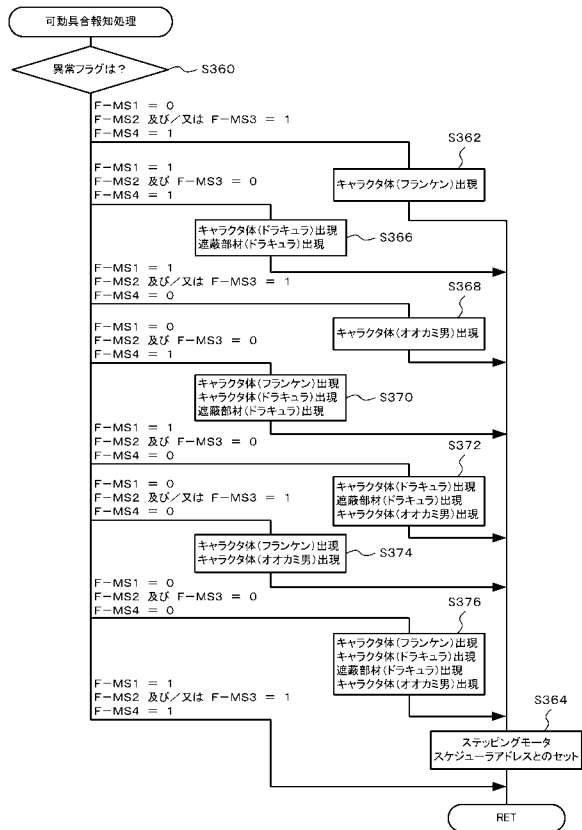 可動具合報知処理
異常フラグは？
S360
F-MS1 = 0
F-MS2 及び／又は F-MS3 = 1
F-MS4 = 1
S362
キャラクタ体(フランケン)出現
F-MS1 = 1
F-MS2 及び F-MS3 = 0
F-MS4 = 1
キャラクタ体(ドラキュラ)出現
遮蔽部材(ドラキュラ)出現
S366
F-MS1 = 1
F-MS2 及び／又は F-MS3 = 1
F-MS4 = 0
S368
キャラクタ体(オオカミ男)出現
F-MS1 = 0
F-MS2 及び F-MS3 = 0
F-MS4 = 1
キャラクタ体(フランケン)出現
キャラクタ体(ドラキュラ)出現
遮蔽部材(ドラキュラ)出現
S370
F-MS1 = 1
F-MS2 及び F-MS3 = 0
F-MS4 = 0
S372
キャラクタ体(ドラキュラ)出現
遮蔽部材(ドラキュラ)出現
キャラクタ体(オオカミ男)出現
F-MS1 = 0
F-MS2 及び／又は F-MS3 = 1
F-MS4 = 0
キャラクタ体(フランケン)出現
キャラクタ体(オオカミ男)出現
S374
F-MS1 = 0
F-MS2 及び F-MS3 = 0
F-MS4 = 0
S376
キャラクタ体(フランケン)出現
キャラクタ体(ドラキュラ)出現
遮蔽部材(ドラキュラ)出現
キャラクタ体(オオカミ男)出現
F-MS1 = 1
F-MS2 及び／又は F-MS3 = 1
F-MS4 = 1
S364
ステッピングモータ
スケジューラアドレスとのセット
RET